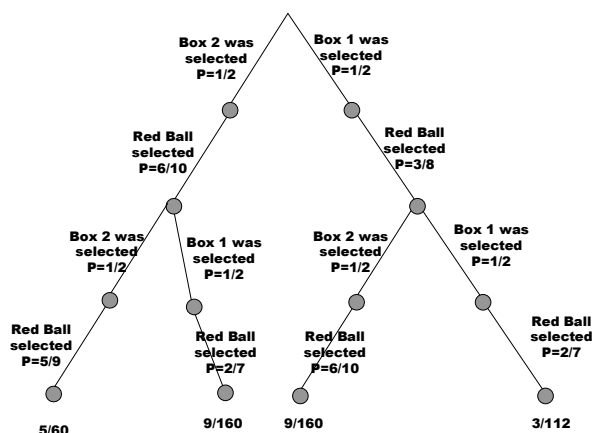 Box 2 was
selected
P=1/2
Box 1 was
selected
P=1/2
Red Ball
selected
P=6/10
Red Ball
selected
P=3/8
Box 2 was
selected
P=1/2
Box 1 was
selected
P=1/2
Box 2 was
selected
P=1/2
Box 1 was
selected
P=1/2
Red Ball
selected
P=5/9
Red Ball
selected
P=2/7
Red Ball
selected
P=6/10
Red Ball
selected
P=2/7
5/60
9/160
9/160
3/112